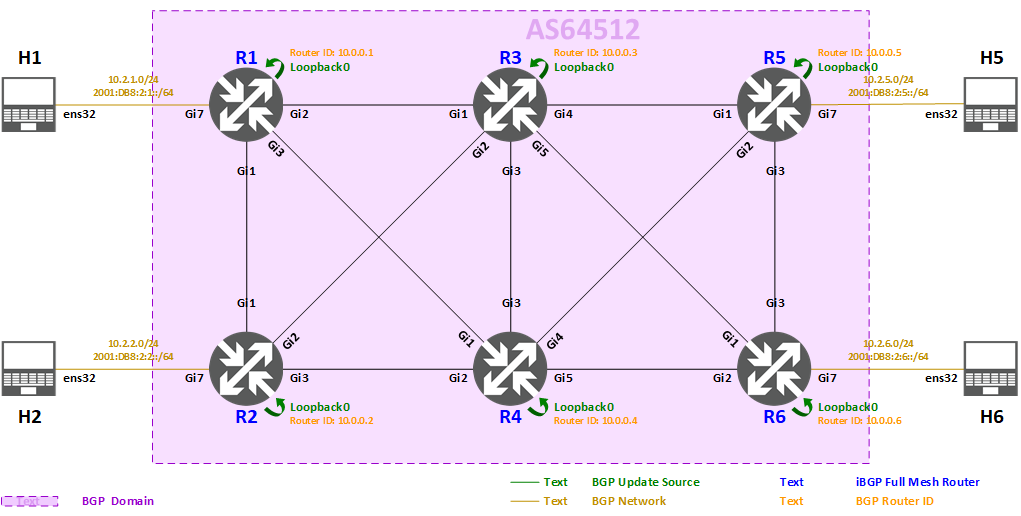 AS64512
H1
R1
Router ID: 10.0.0.1
Loopback0
R3
Router ID: 10.0.0.3
Loopback0
R5
Router ID: 10.0.0.5
Loopback0
H5
10.2.1.0/24
2001:DB8:2:1::/64
ens32
Gi7
Gi2
Gi1
Gi4
Gi1
Gi7
10.2.5.0/24
2001:DB8:2:5::/64
ens32
Gi3
Gi2
Gi5
Gi2
Gi1
Gi3
Gi3
Gi1
Gi3
Gi3
Gi2
Gi1
Gi4
Gi1
10.2.2.0/24
2001:DB8:2:2::/64
ens32
Gi7
Gi3
Gi2
Gi5
Gi2
Gi7
10.2.6.0/24
2001:DB8:2:6::/64
ens32
H2
R2
Loopback0
Router ID: 10.0.0.2
R4
Loopback0
Router ID: 10.0.0.4
R6
Loopback0
Router ID: 10.0.0.6
H6
Text BGP Update Source
Text iBGP Full Mesh Router
Text BGP Domain
Text BGP Network
Text BGP Router ID